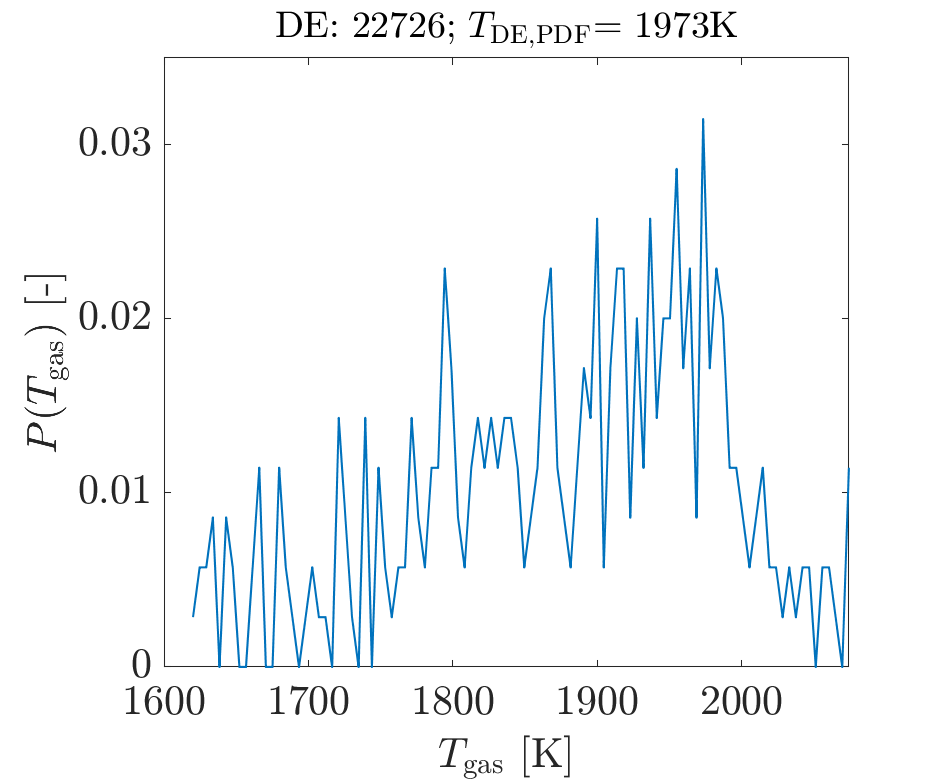 DE: 22726; T_DE,PDF= 1973K
0.03
0.02
0.01
0
P(T_gas) [-]
1600 1700 1800 1900 2000
T_gas [K]